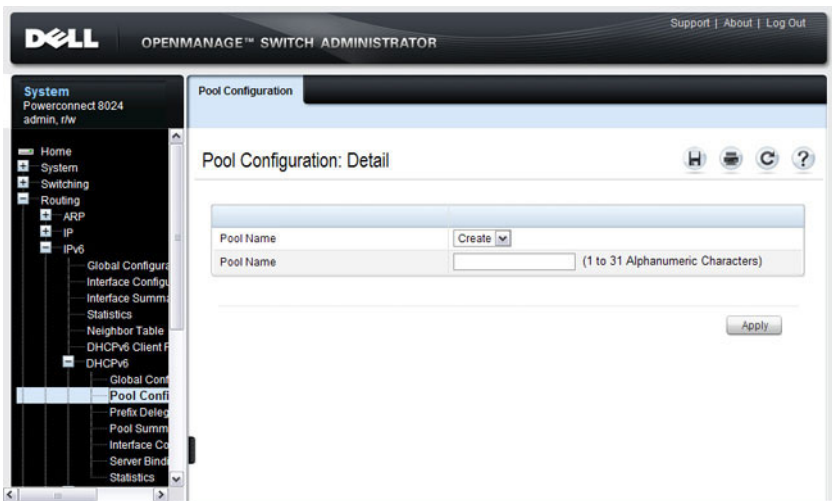 Support | About | Log Out
DELL OPENMANAGE™ SWITCH ADMINISTRATOR
System
Powerconnect 8024
admin, r/w
Pool Configuration
Home
System
Switching
Routing
ARP
IP
IPv6
Global Configura
Interface Configu
Interface Summa
Statistics
Neighbor Table
DHCPv6 Client P
DHCPv6
Global Conf
Pool Confi
Prefix Deleg
Pool Summ
Interface Co
Server Bindi
Statistics
Pool Configuration: Detail
Pool Name Create
Pool Name (1 to 31 Alphanumeric Characters)
Apply